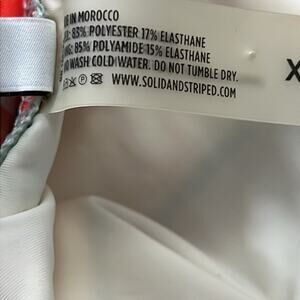 IN MOROCCO
83% POLYESTER 17% ELASTHANE
85% POLYAMIDE 15% ELASTHANE
WASH COLD WATER. DO NOT TUMBLE DRY.
WWW.SOLIDANDSTRIPED.COM
X